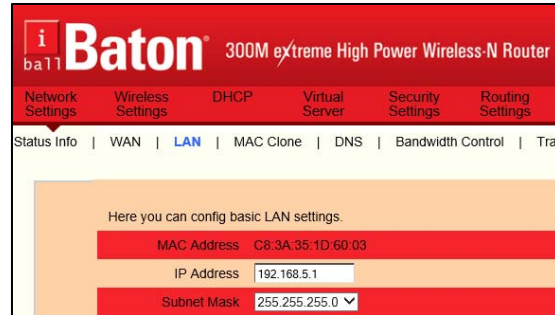 i
ball Baton® 300M extreme High Power Wireless-N Router
Network Settings Wireless Settings DHCP Virtual Server Security Settings Routing Settings
Status Info | WAN | LAN | MAC Clone | DNS | Bandwidth Control | Tra
Here you can config basic LAN settings.
MAC Address C8:3A:35:1D:60:03
IP Address 192.168.5.1
Subnet Mask 255.255.255.0